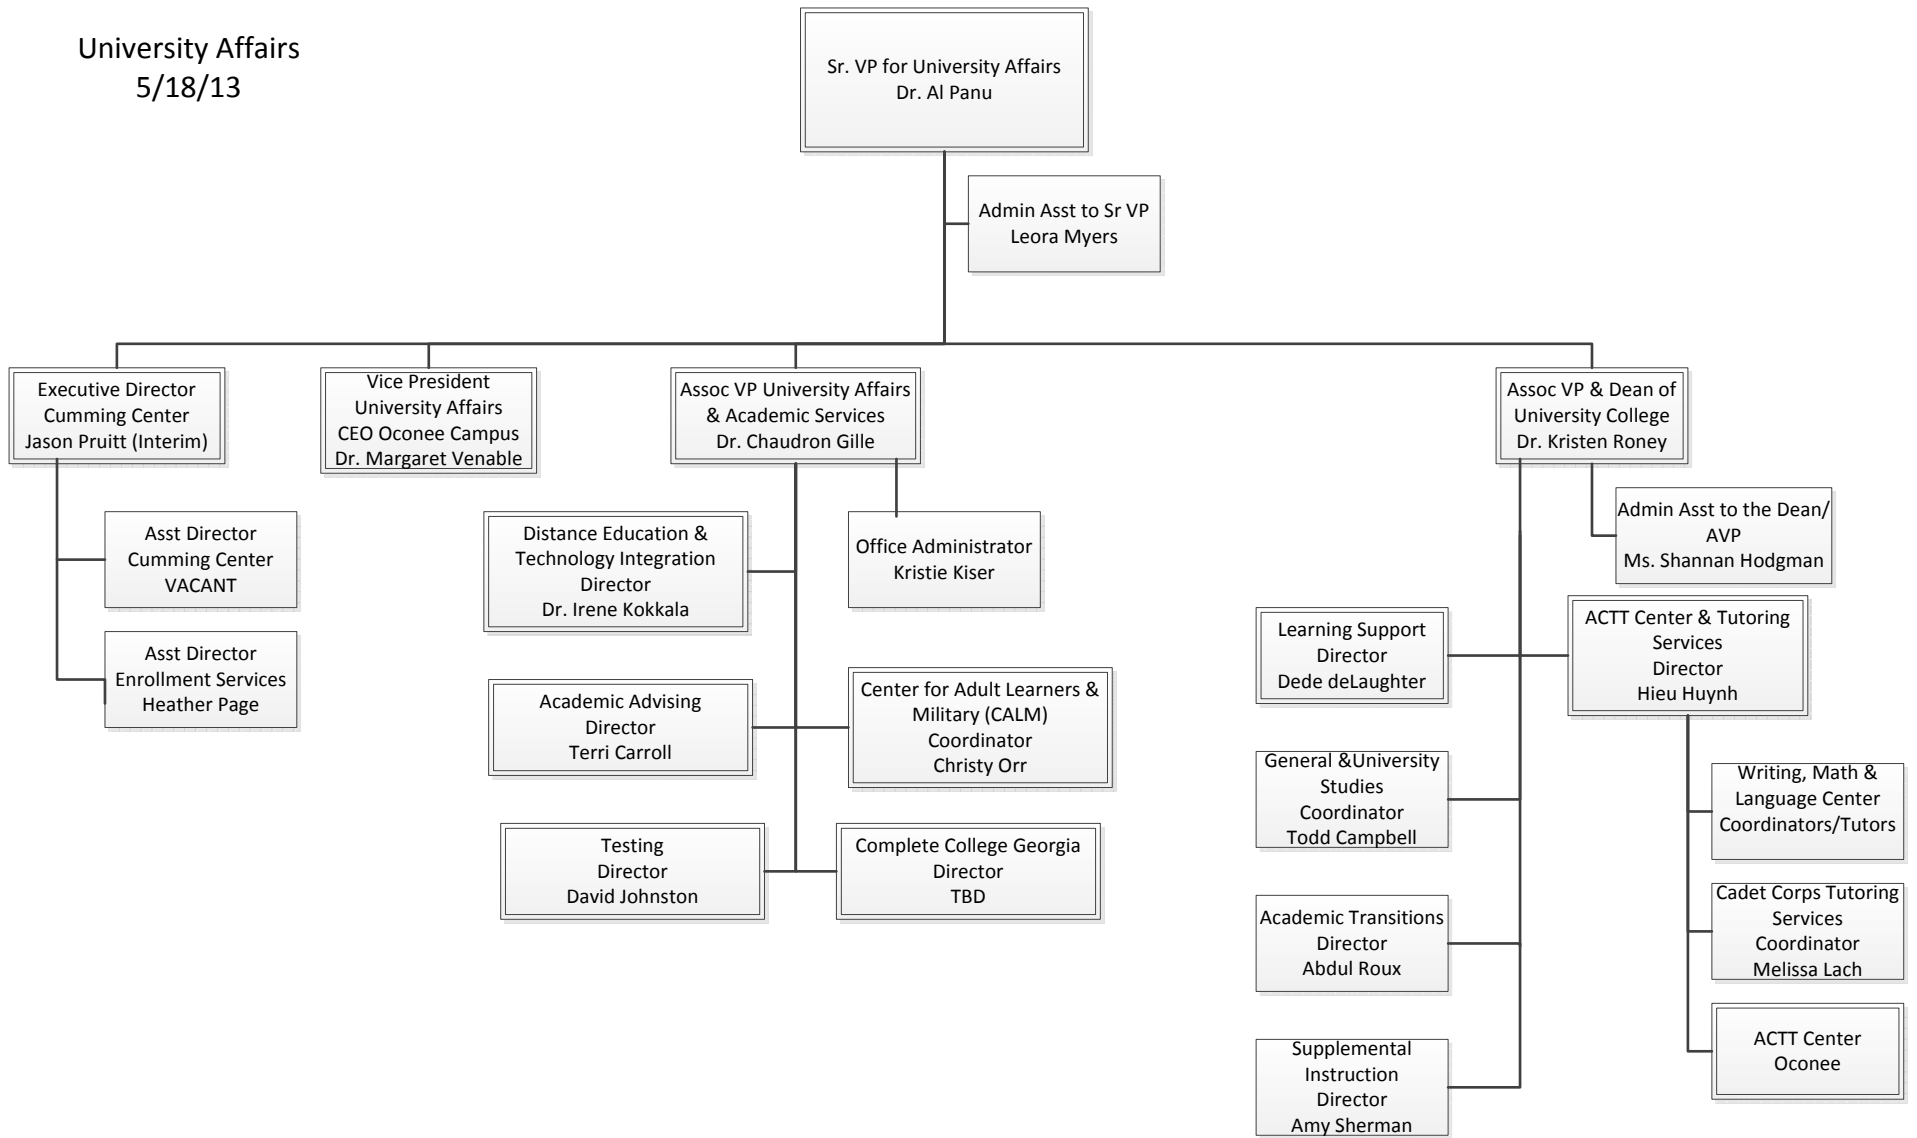 University Affairs
5/18/13
Sr. VP for University Affairs
Dr. Al Panu
Admin Asst to Sr VP
Leora Myers
Executive Director
Cumming Center
Jason Pruitt (Interim)
Vice President
University Affairs
CEO Oconee Campus
Dr. Margaret Venable
Assoc VP University Affairs
& Academic Services
Dr. Chaudron Gille
Assoc VP & Dean of
University College
Dr. Kristen Roney
Asst Director
Cumming Center
VACANT
Asst Director
Enrollment Services
Heather Page
Distance Education &
Technology Integration
Director
Dr. Irene Kokkala
Office Administrator
Kristie Kiser
Academic Advising
Director
Terri Carroll
Center for Adult Learners &
Military (CALM)
Coordinator
Christy Orr
Testing
Director
David Johnston
Complete College Georgia
Director
TBD
Admin Asst to the Dean/
AVP
Ms. Shannan Hodgman
Learning Support
Director
Dede deLaughter
ACTT Center & Tutoring
Services
Director
Hieu Huynh
General &University
Studies
Coordinator
Todd Campbell
Academic Transitions
Director
Abdul Roux
Supplemental
Instruction
Director
Amy Sherman
Writing, Math &
Language Center
Coordinators/Tutors
Cadet Corps Tutoring
Services
Coordinator
Melissa Lach
ACTT Center
Oconee